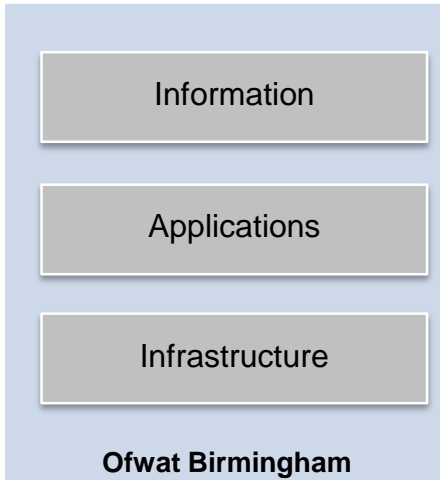 Information
Applications
Infrastructure
Ofwat Birmingham